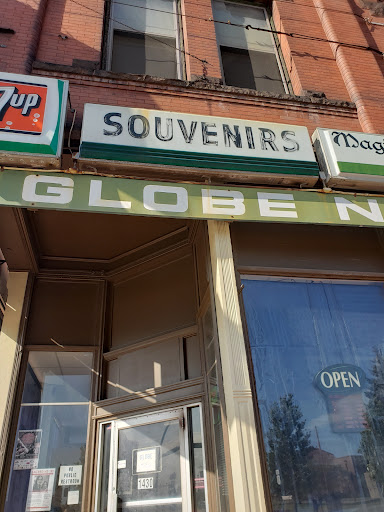 7up
SOUVENIRS
Mag
GLOBE N
OPEN
NO
PUBLIC
RESTROOM
1430